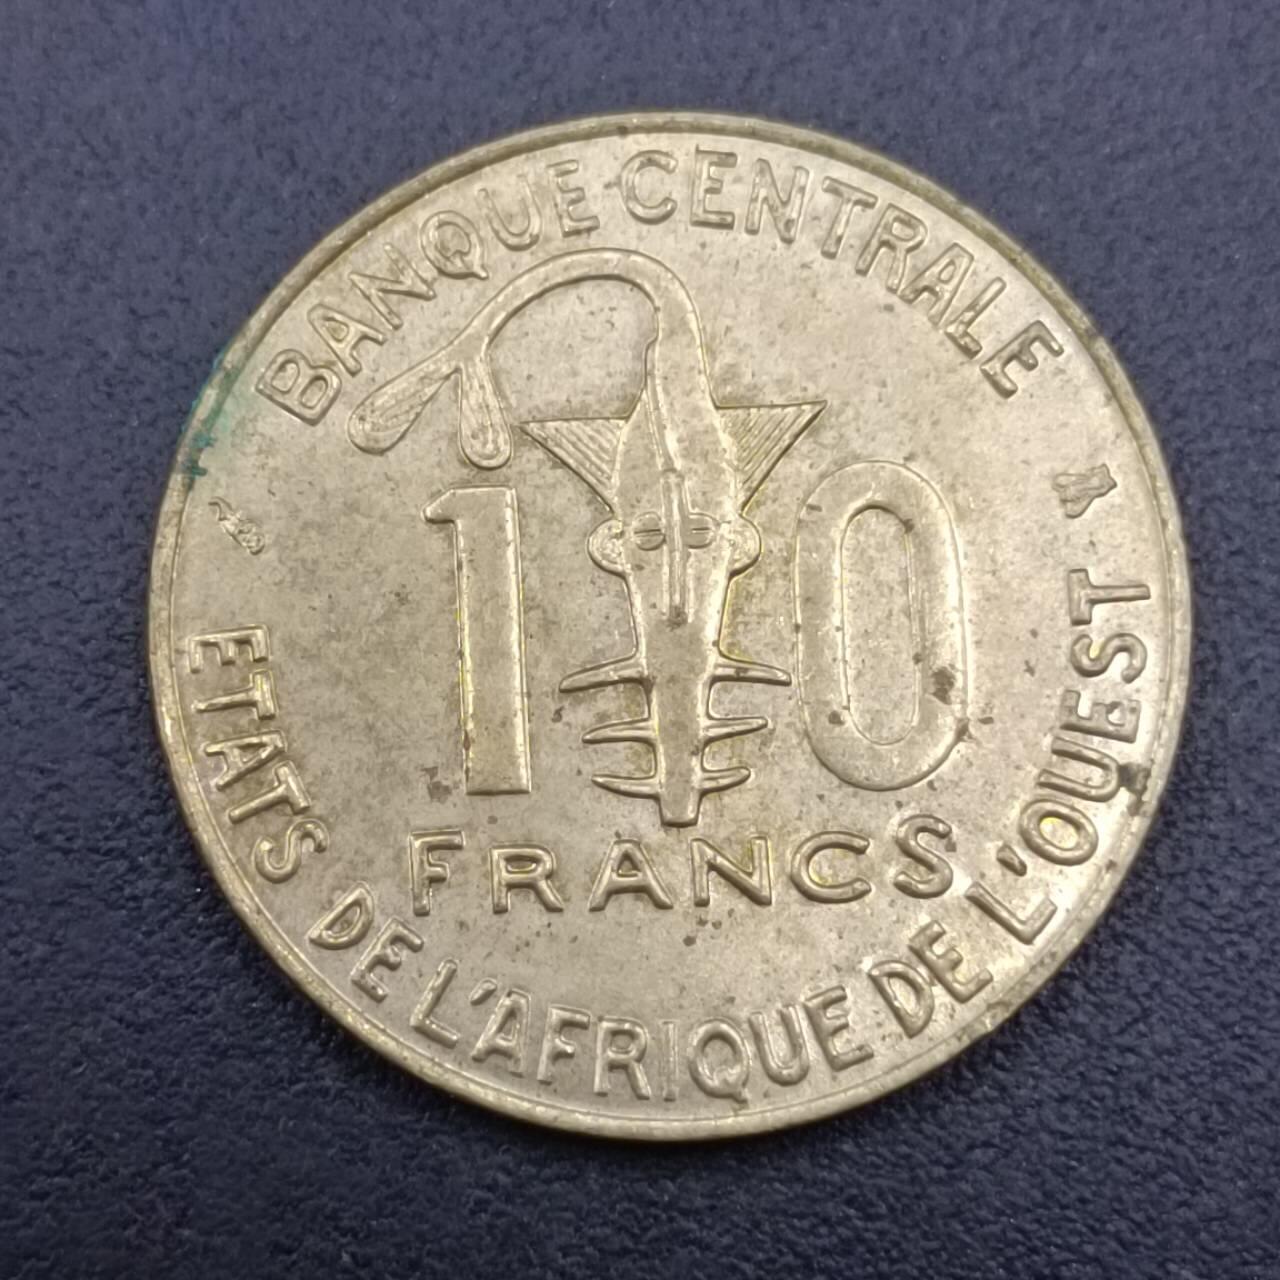 BANQUE CENTRALE
10
FRANCS
ETATS DE L'AFRIQUE DE L'OUEST